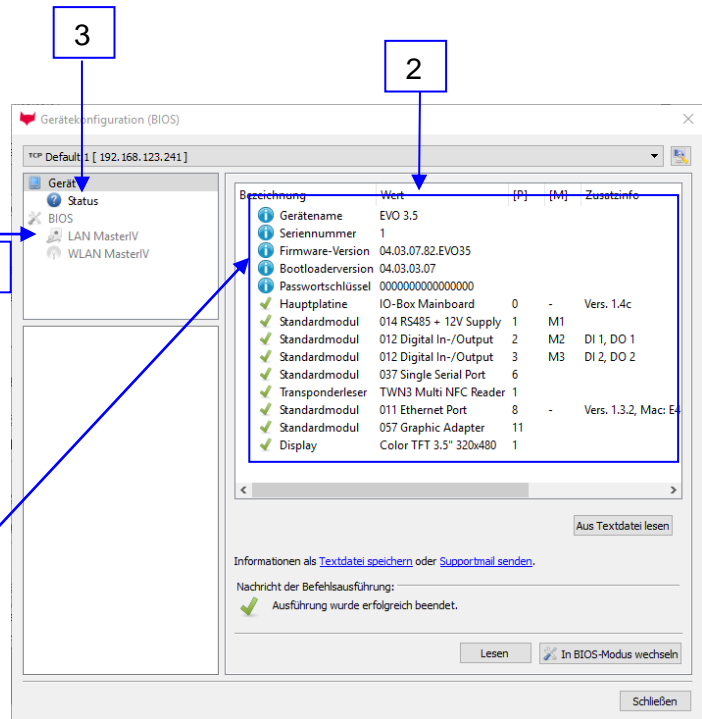 3
2
Gerätekonfiguration (BIOS)
TCP Default 1 [ 192.168.123.241 ]
Gerät
Status
BIOS
LAN MasterIV
WLAN MasterIV
Bezeichnung Wert [P] [M] Zusatzinfo
Gerätename EVO 3.5
Seriennummer 1
Firmware-Version 04.03.07.82.EVO35
Bootloaderversion 04.03.03.07
Passwortschlüssel 0000000000000000
Hauptplatine IO-Box Mainboard 0 - Vers. 1.4c
Standardmodul 014 RS485 + 12V Supply 1 M1
Standardmodul 012 Digital In-/Output 2 M2 DI 1, DO 1
Standardmodul 012 Digital In-/Output 3 M3 DI 2, DO 2
Standardmodul 037 Single Serial Port 6
Transponderleser TWN3 Multi NFC Reader 1
Standardmodul 011 Ethernet Port 8 - Vers. 1.3.2, Mac: E4
Standardmodul 057 Graphic Adapter 11
Display Color TFT 3.5" 320x480 1
Aus Textdatei lesen
Informationen als Textdatei speichern oder Supportmail senden.
Nachricht der Befehlsausführung:
Ausführung wurde erfolgreich beendet.
Lesen In BIOS-Modus wechseln
Schließen